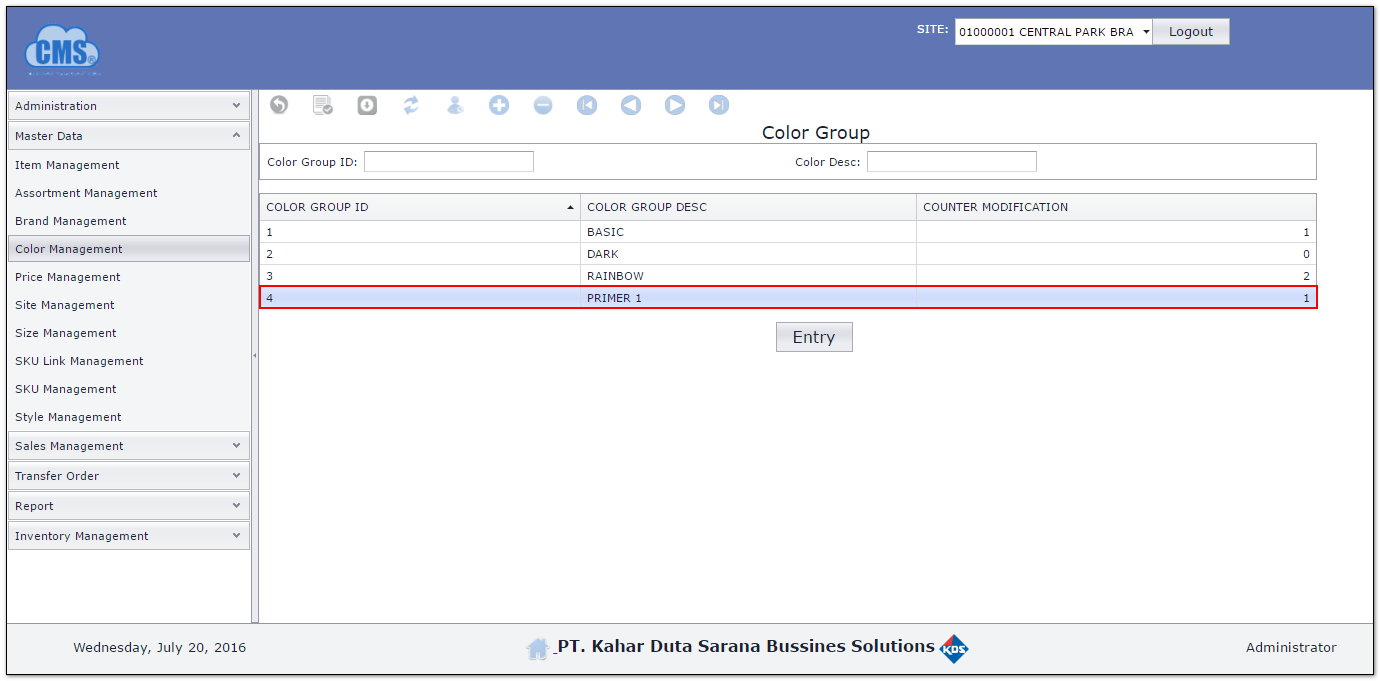 CMS
SITE: 01000001 CENTRAL PARK BRA Logout
Administration
Master Data
Item Management
Assortment Management
Brand Management
Color Management
Price Management
Site Management
Size Management
SKU Link Management
SKU Management
Style Management
Sales Management
Transfer Order
Report
Inventory Management
Color Group
Color Group ID: Color Desc:
COLOR GROUP ID COLOR GROUP DESC COUNTER MODIFICATION
1 BASIC 1
2 DARK 0
3 RAINBOW 2
4 PRIMER 1 1
Entry
Wednesday, July 20, 2016 PT. Kahar Duta Sarana Bussines Solutions KDS Administrator